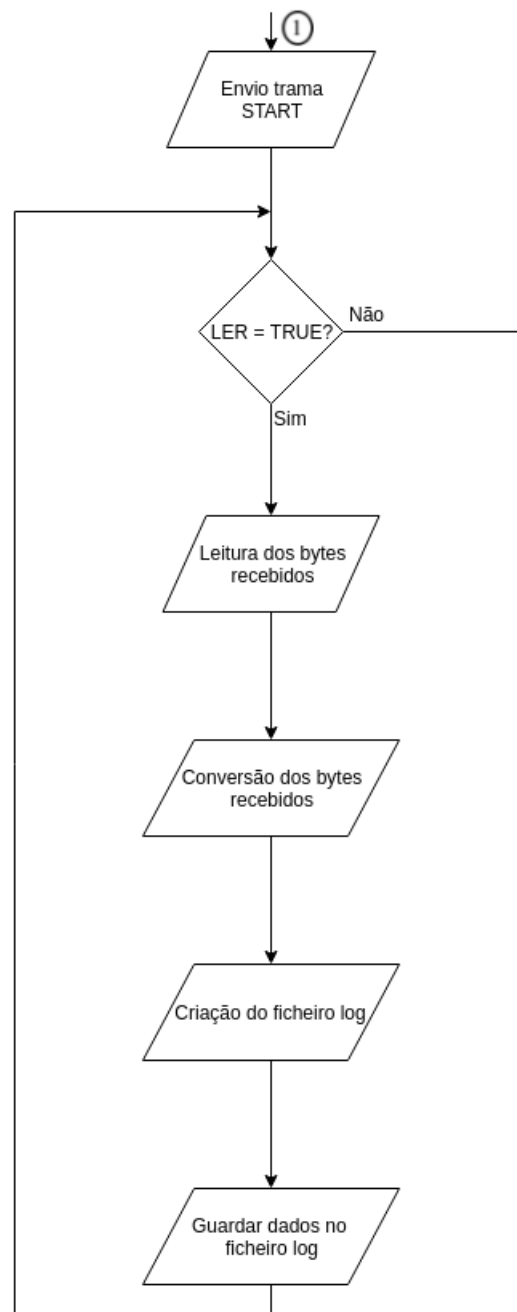 1
Envio trama
START
LER = TRUE?
Não
Sim
Leitura dos bytes
recebidos
Conversão dos bytes
recebidos
Criação do ficheiro log
Guardar dados no
ficheiro log